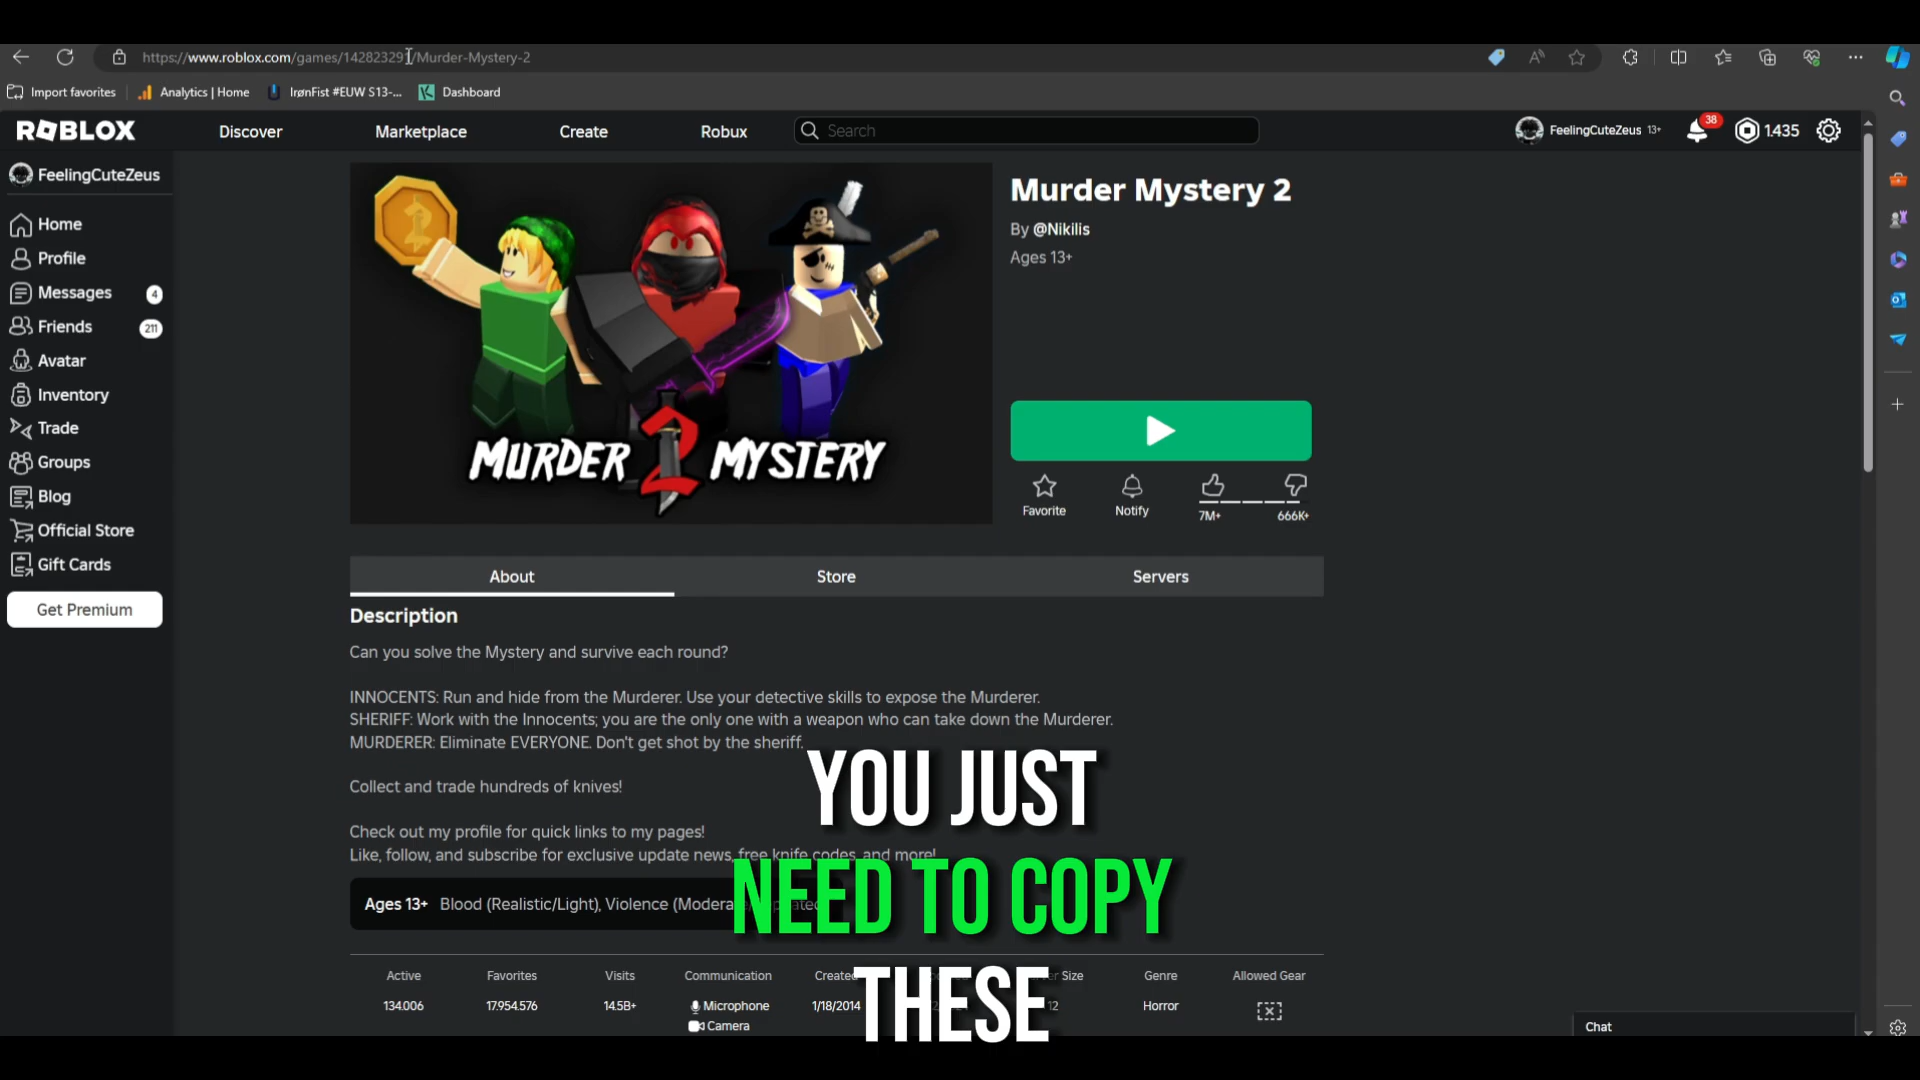 https://www.roblox.com/games/142823291/Murder-Mystery-2
Import favorites
Analytics | Home
IrønFist #EUW S13-...
Dashboard
ROBLOX
Discover
Marketplace
Create
Robux
Search
FeelingCuteZeus 13+
38
1.435
FeelingCuteZeus
Home
Profile
Messages 4
Friends 211
Avatar
Inventory
Trade
Groups
Blog
Official Store
Gift Cards
Get Premium
MURDER 2 MYSTERY
Murder Mystery 2
By @Nikilis
Ages 13+
Favorite
Notify
7M+
666K+
About
Store
Servers
Description
Can you solve the Mystery and survive each round?
INNOCENTS: Run and hide from the Murderer. Use your detective skills to expose the Murderer.
SHERIFF: Work with the Innocents; you are the only one with a weapon who can take down the Murderer.
MURDERER: Eliminate EVERYONE. Don't get shot by the sheriff.
Collect and trade hundreds of knives!
Check out my profile for quick links to my pages!
Like, follow, and subscribe for exclusive update news, free knife codes, and more!
Ages 13+ Blood (Realistic/Light), Violence
YOU JUST
NEED TO COPY
THESE
Active
Favorites
Visits
Communication
Created
Size
Genre
Allowed Gear
134.006
17.954.576
14.5B+
Microphone
Camera
1/18/2014
12
Horror
Chat